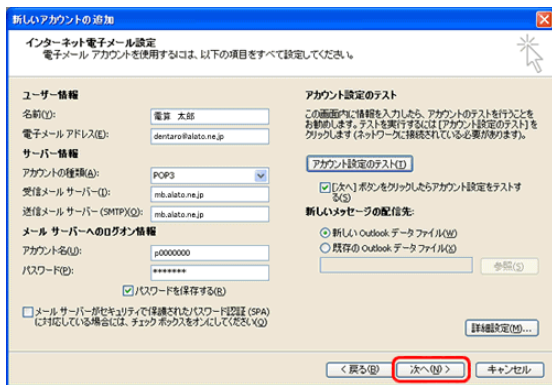 新しいアカウントの追加
インターネット電子メール設定
電子メール アカウントを使用するには、以下の項目をすべて設定してください。
ユーザー情報
名前(Y):
電算 太郎
電子メール アドレス(E):
dentaro@alato.ne.jp
サーバー情報
アカウントの種類(A):
POP3
受信メール サーバー(I):
mb.alato.ne.jp
送信メール サーバー (SMTP)(O):
mb.alato.ne.jp
メール サーバーへのログオン情報
アカウント名(U):
p0000000
パスワード(P):
*******
パスワードを保存する(R)
メール サーバーがセキュリティで保護されたパスワード認証 (SPA)
に対応している場合には、チェック ボックスをオンにしてください(Q)
アカウント設定のテスト
この画面内に情報を入力したら、アカウントのテストを行うことを
お勧めします。テストを実行するには [アカウント設定のテスト] を
クリックします (ネットワークに接続されている必要があります)。
アカウント設定のテスト(T)
[次へ] ボタンをクリックしたらアカウント設定をテストす
る(S)
新しいメッセージの配信先:
新しい Outlook データ ファイル(W)
既存の Outlook データ ファイル(X)
参照(S)
詳細設定(M)...
< 戻る(B)
次へ(N) >
キャンセル